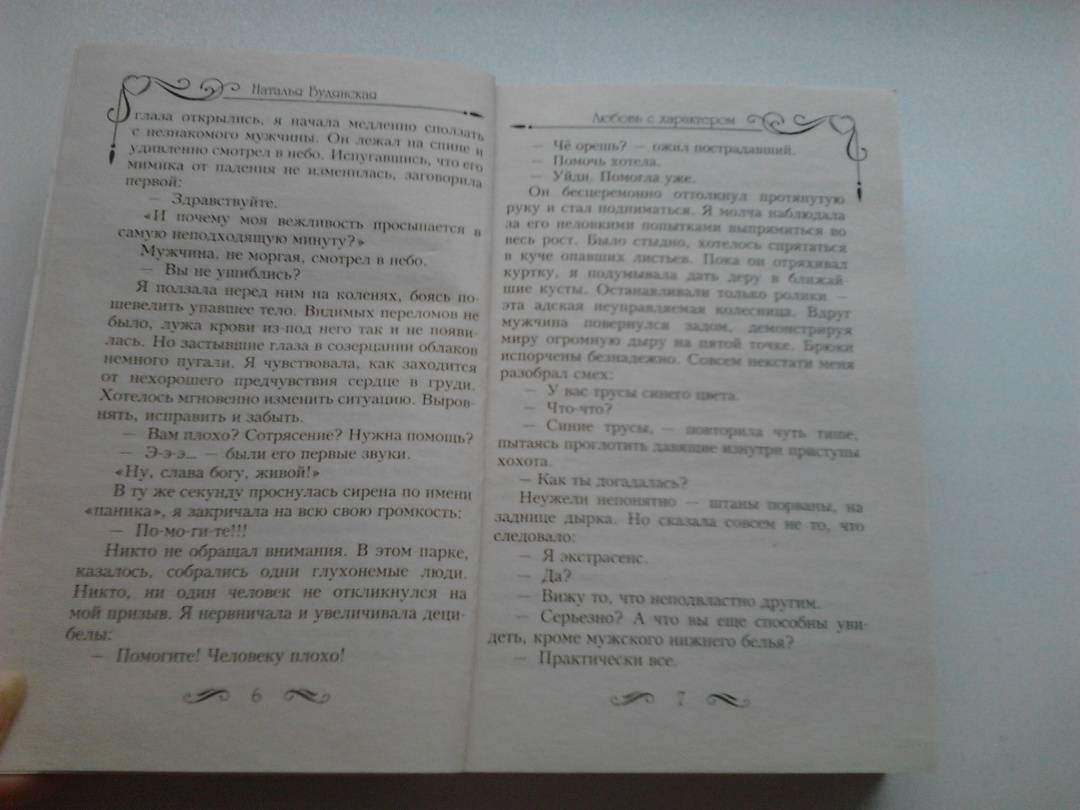 Наталья Будянская
глаза открылись, я начала медленно сползать
с незнакомого мужчины. Он лежал на спине и
удивленно смотрел в небо. Испугавшись, что его
мимика от падения не изменилась, заговорила
первой:
— Здравствуйте.
«И почему моя вежливость просыпается в
самую неподходящую минуту?»
Мужчина, не моргая, смотрел в небо.
— Вы не ушиблись?
Я ползала перед ним на коленях, боясь по-
шевелить упавшее тело. Видимых переломов не
было, лужа крови из-под него так и не появи-
лась. Но застывшие глаза в созерцании облаков
немного пугали. Я чувствовала, как заходится
от нехорошего предчувствия сердце в груди.
Хотелось мгновенно изменить ситуацию. Выров-
нять, исправить и забыть.
— Вам плохо? Сотрясение? Нужна помощь?
— Э-э-э... — были его первые звуки.
«Ну, слава богу, живой!»
В ту же секунду проснулась сирена по имени
«паника», я закричала на всю свою громкость:
— По-мо-ги-те!!!
Никто не обращал внимания. В этом парке,
казалось, собрались одни глухонемые люди.
Никто, ни один человек не откликнулся на
мой призыв. Я нервничала и увеличивала деци-
белы:
— Помогите! Человеку плохо!
6
Любовь с характером
— Чё орешь? — ожил пострадавший.
— Помочь хотела.
— Уйди. Помогла уже.
Он бесцеремонно оттолкнул протянутую
руку и стал подниматься. Я молча наблюдала
за его неловкими попытками выпрямиться во
весь рост. Было стыдно, хотелось спрятаться
в куче опавших листьев. Пока он отряхивал
куртку, я подумывала дать деру в ближай-
шие кусты. Останавливали только ролики —
эта адская неуправляемая колесница. Вдруг
мужчина повернулся задом, демонстрируя
миру огромную дыру на пятой точке. Брюки
испорчены безнадежно. Совсем некстати меня
разобрал смех:
— У вас трусы синего цвета.
— Что-что?
— Синие трусы, — повторила чуть тише,
пытаясь проглотить давящие изнутри приступы
хохота.
— Как ты догадалась?
Неужели непонятно — штаны порваны, на
заднице дырка. Но сказала совсем не то, что
следовало:
— Я экстрасенс.
— Да?
— Вижу то, что неподвластно другим.
— Серьезно? А что вы еще способны уви-
деть, кроме мужского нижнего белья?
— Практически все.
7